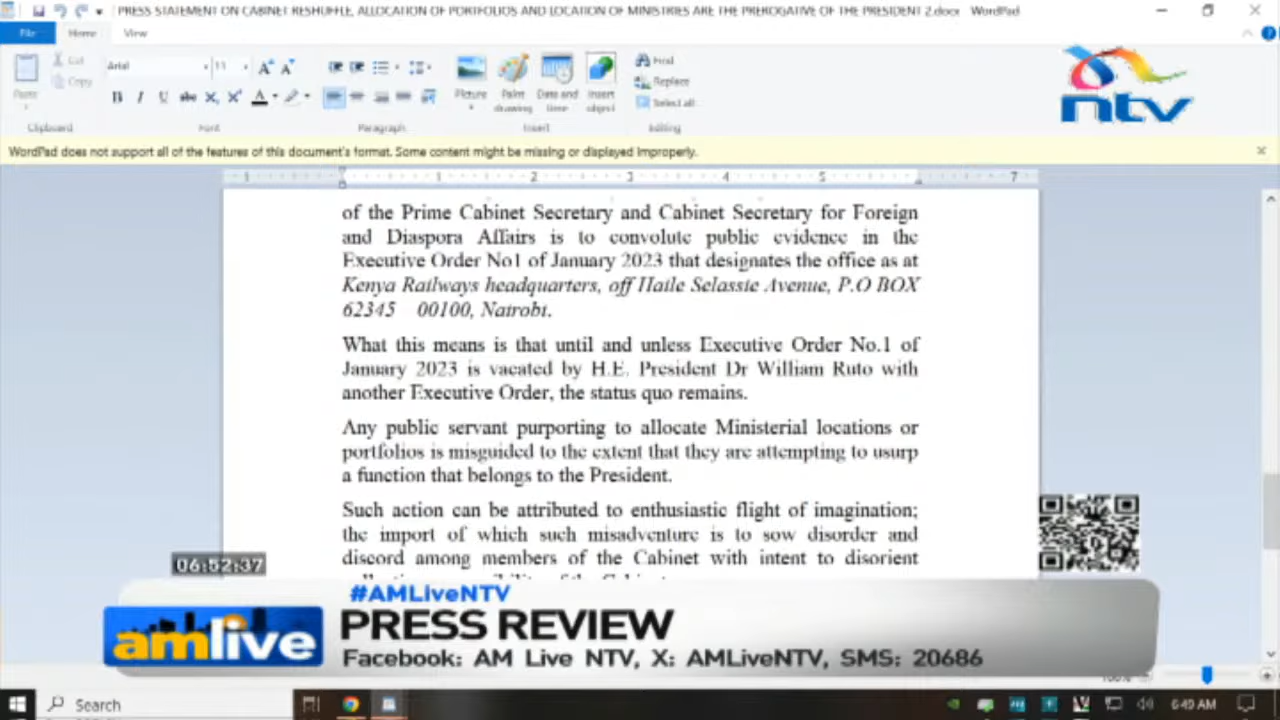 PRESS STATEMENT ON CABINET RESHUFFLE, ALLOCATION OF PORTFOLIOS AND LOCATION OF MINISTRIES ARE THE PREROGATIVE OF THE PRESIDENT 2.docx - WordPad
File Home View
Cut
Copy
Paste
Arial 11
Picture Paint drawing Date and time Insert object
Find
Replace
Select all
Clipboard Font Paragraph Insert Editing
ntv
WordPad does not support all of the features of this document's format. Some content might be missing or displayed improperly.
1 1 2 3 4 5 7
of the Prime Cabinet Secretary and Cabinet Secretary for Foreign
and Diaspora Affairs is to convolute public evidence in the
Executive Order No1 of January 2023 that designates the office as at
Kenya Railways headquarters, off Haile Selassie Avenue, P.O BOX
62345 00100, Nairobi.
What this means is that until and unless Executive Order No.1 of
January 2023 is vacated by H.E. President Dr William Ruto with
another Executive Order, the status quo remains.
Any public servant purporting to allocate Ministerial locations or
portfolios is misguided to the extent that they are attempting to usurp
a function that belongs to the President.
Such action can be attributed to enthusiastic flight of imagination;
the import of which such misadventure is to sow disorder and
discord among members of the Cabinet with intent to disorient
06:52:37
#AMLiveNTV
amlive
PRESS REVIEW
Facebook: AM Live NTV, X: AMLiveNTV, SMS: 20686
100%
Search
6:49 AM